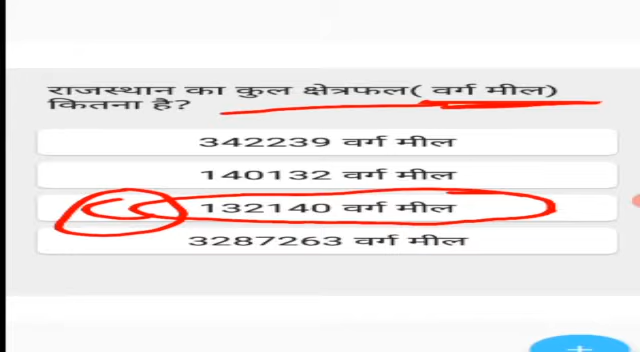 राजस्थान का कुल क्षेत्रफल( वर्ग मील)
कितना है?
342239 वर्ग मील
140132 वर्ग मील
132140 वर्ग मील
3287263 वर्ग मील